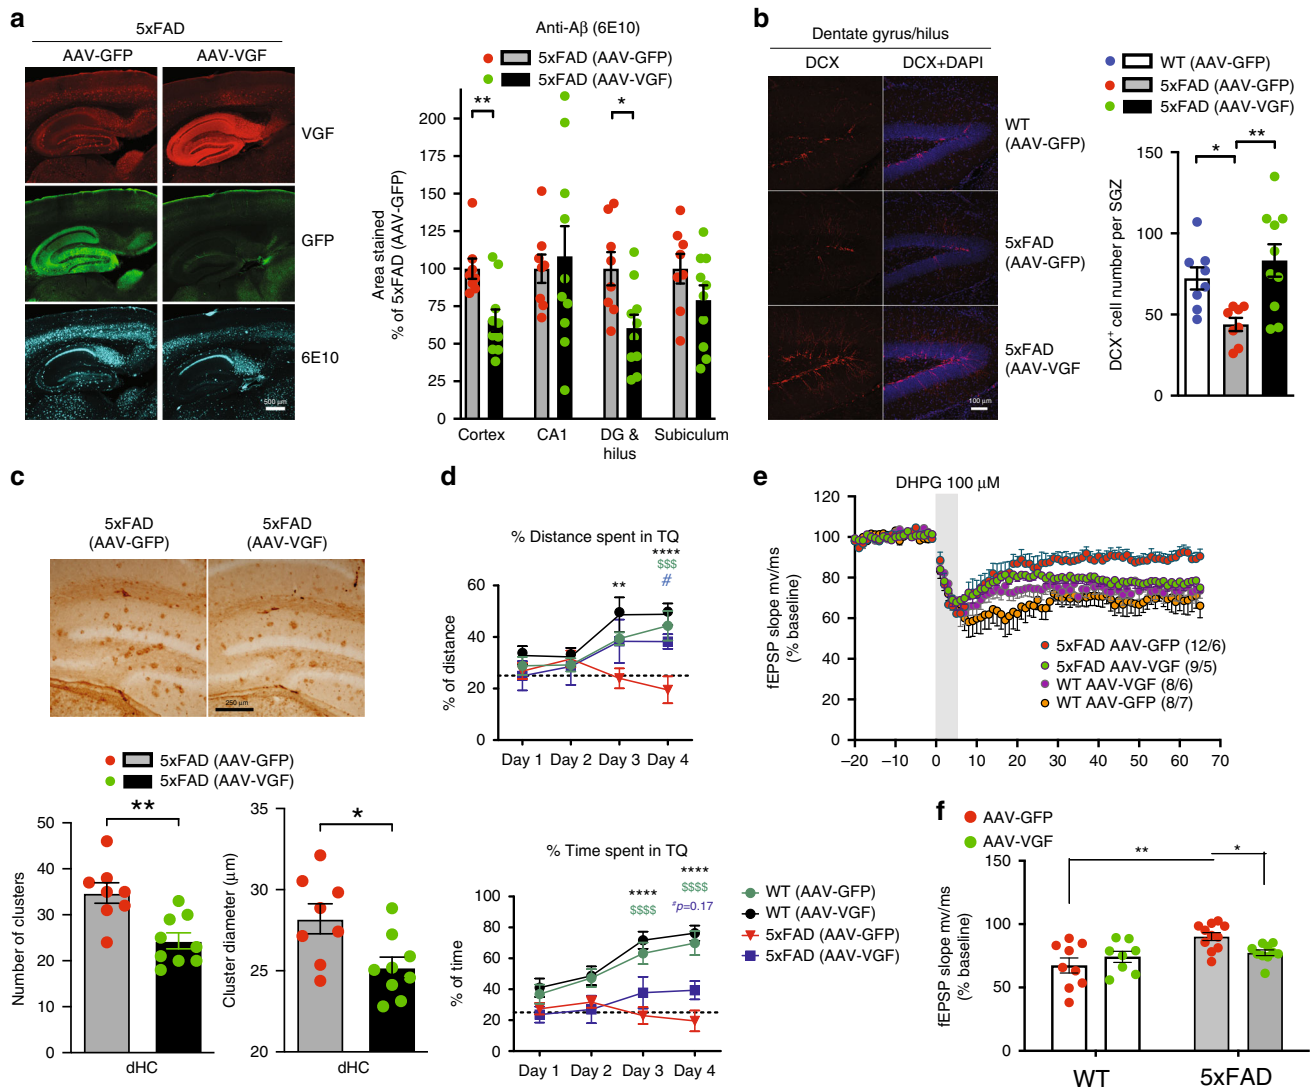 a
5xFAD
AAV-GFP AAV-VGF
VGF
GFP
6E10
500 μm
Anti-Aβ (6E10)
5xFAD (AAV-GFP)
5xFAD (AAV-VGF)
Area stained
% of 5xFAD (AAV-GFP)
200
175
150
125
100
75
50
25
0
** *
Cortex CA1 DG & hilus Subiculum
b
Dentate gyrus/hilus
DCX DCX+DAPI
WT
(AAV-GFP)
5xFAD
(AAV-GFP)
5xFAD
(AAV-VGF
100 μm
WT (AAV-GFP)
5xFAD (AAV-GFP)
5xFAD (AAV-VGF)
DCX⁺ cell number per SGZ
150
100
50
0
* **
c
5xFAD
(AAV-GFP)
5xFAD
(AAV-VGF)
250 μm
5xFAD (AAV-GFP)
5xFAD (AAV-VGF)
Number of clusters
50
40
30
20
10
0
**
dHC
Cluster diameter (μm)
35
30
25
20
*
dHC
d
% Distance spent in TQ
****
$$$
#
**
% of distance
60
40
20
0
Day 1 Day 2 Day 3 Day 4
% Time spent in TQ
**** ****
$$$$ $$$$
#p=0.17
% of time
100
80
60
40
20
0
Day 1 Day 2 Day 3 Day 4
WT (AAV-GFP)
WT (AAV-VGF)
5xFAD (AAV-GFP)
5xFAD (AAV-VGF)
e
DHPG 100 μM
fEPSP slope mv/ms
(% baseline)
120
100
80
60
40
20
0
5xFAD AAV-GFP (12/6)
5xFAD AAV-VGF (9/5)
WT AAV-VGF (8/6)
WT AAV-GFP (8/7)
−20 −10 0 10 20 30 40 50 60 70
f
AAV-GFP
AAV-VGF
fEPSP slope mv/ms
(% baseline)
150
100
50
0
** *
WT 5xFAD